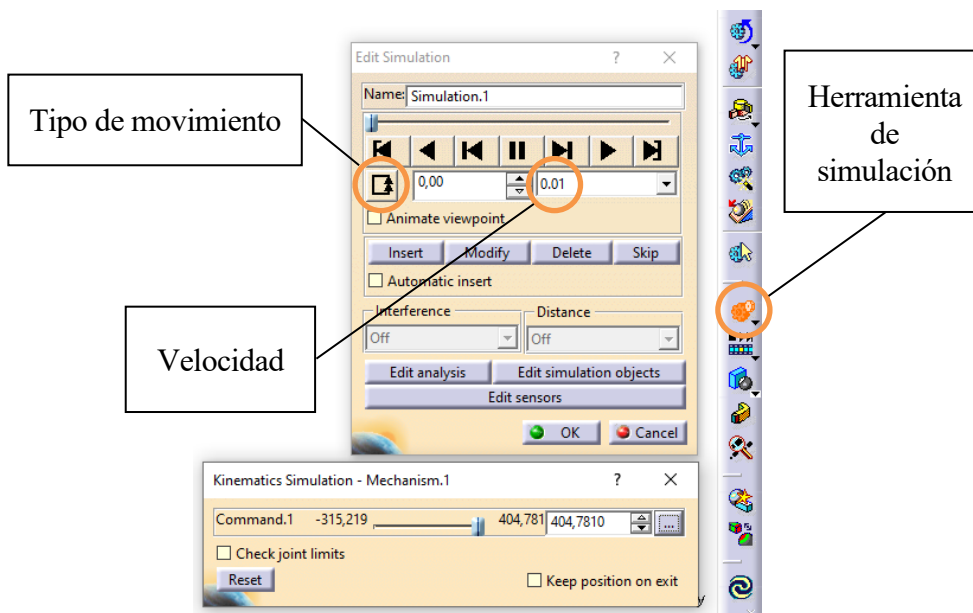 Tipo de movimiento
Velocidad
Herramienta
de
simulación
Edit Simulation ? ×
Name: Simulation.1
0,00 0.01
Animate viewpoint
Insert Modify Delete Skip
Automatic insert
Interference Distance
Off Off
Edit analysis Edit simulation objects
Edit sensors
OK Cancel
Kinematics Simulation - Mechanism.1 ? ×
Command.1 -315,219 404,781 404,7810 ...
Check joint limits
Reset Keep position on exit
y